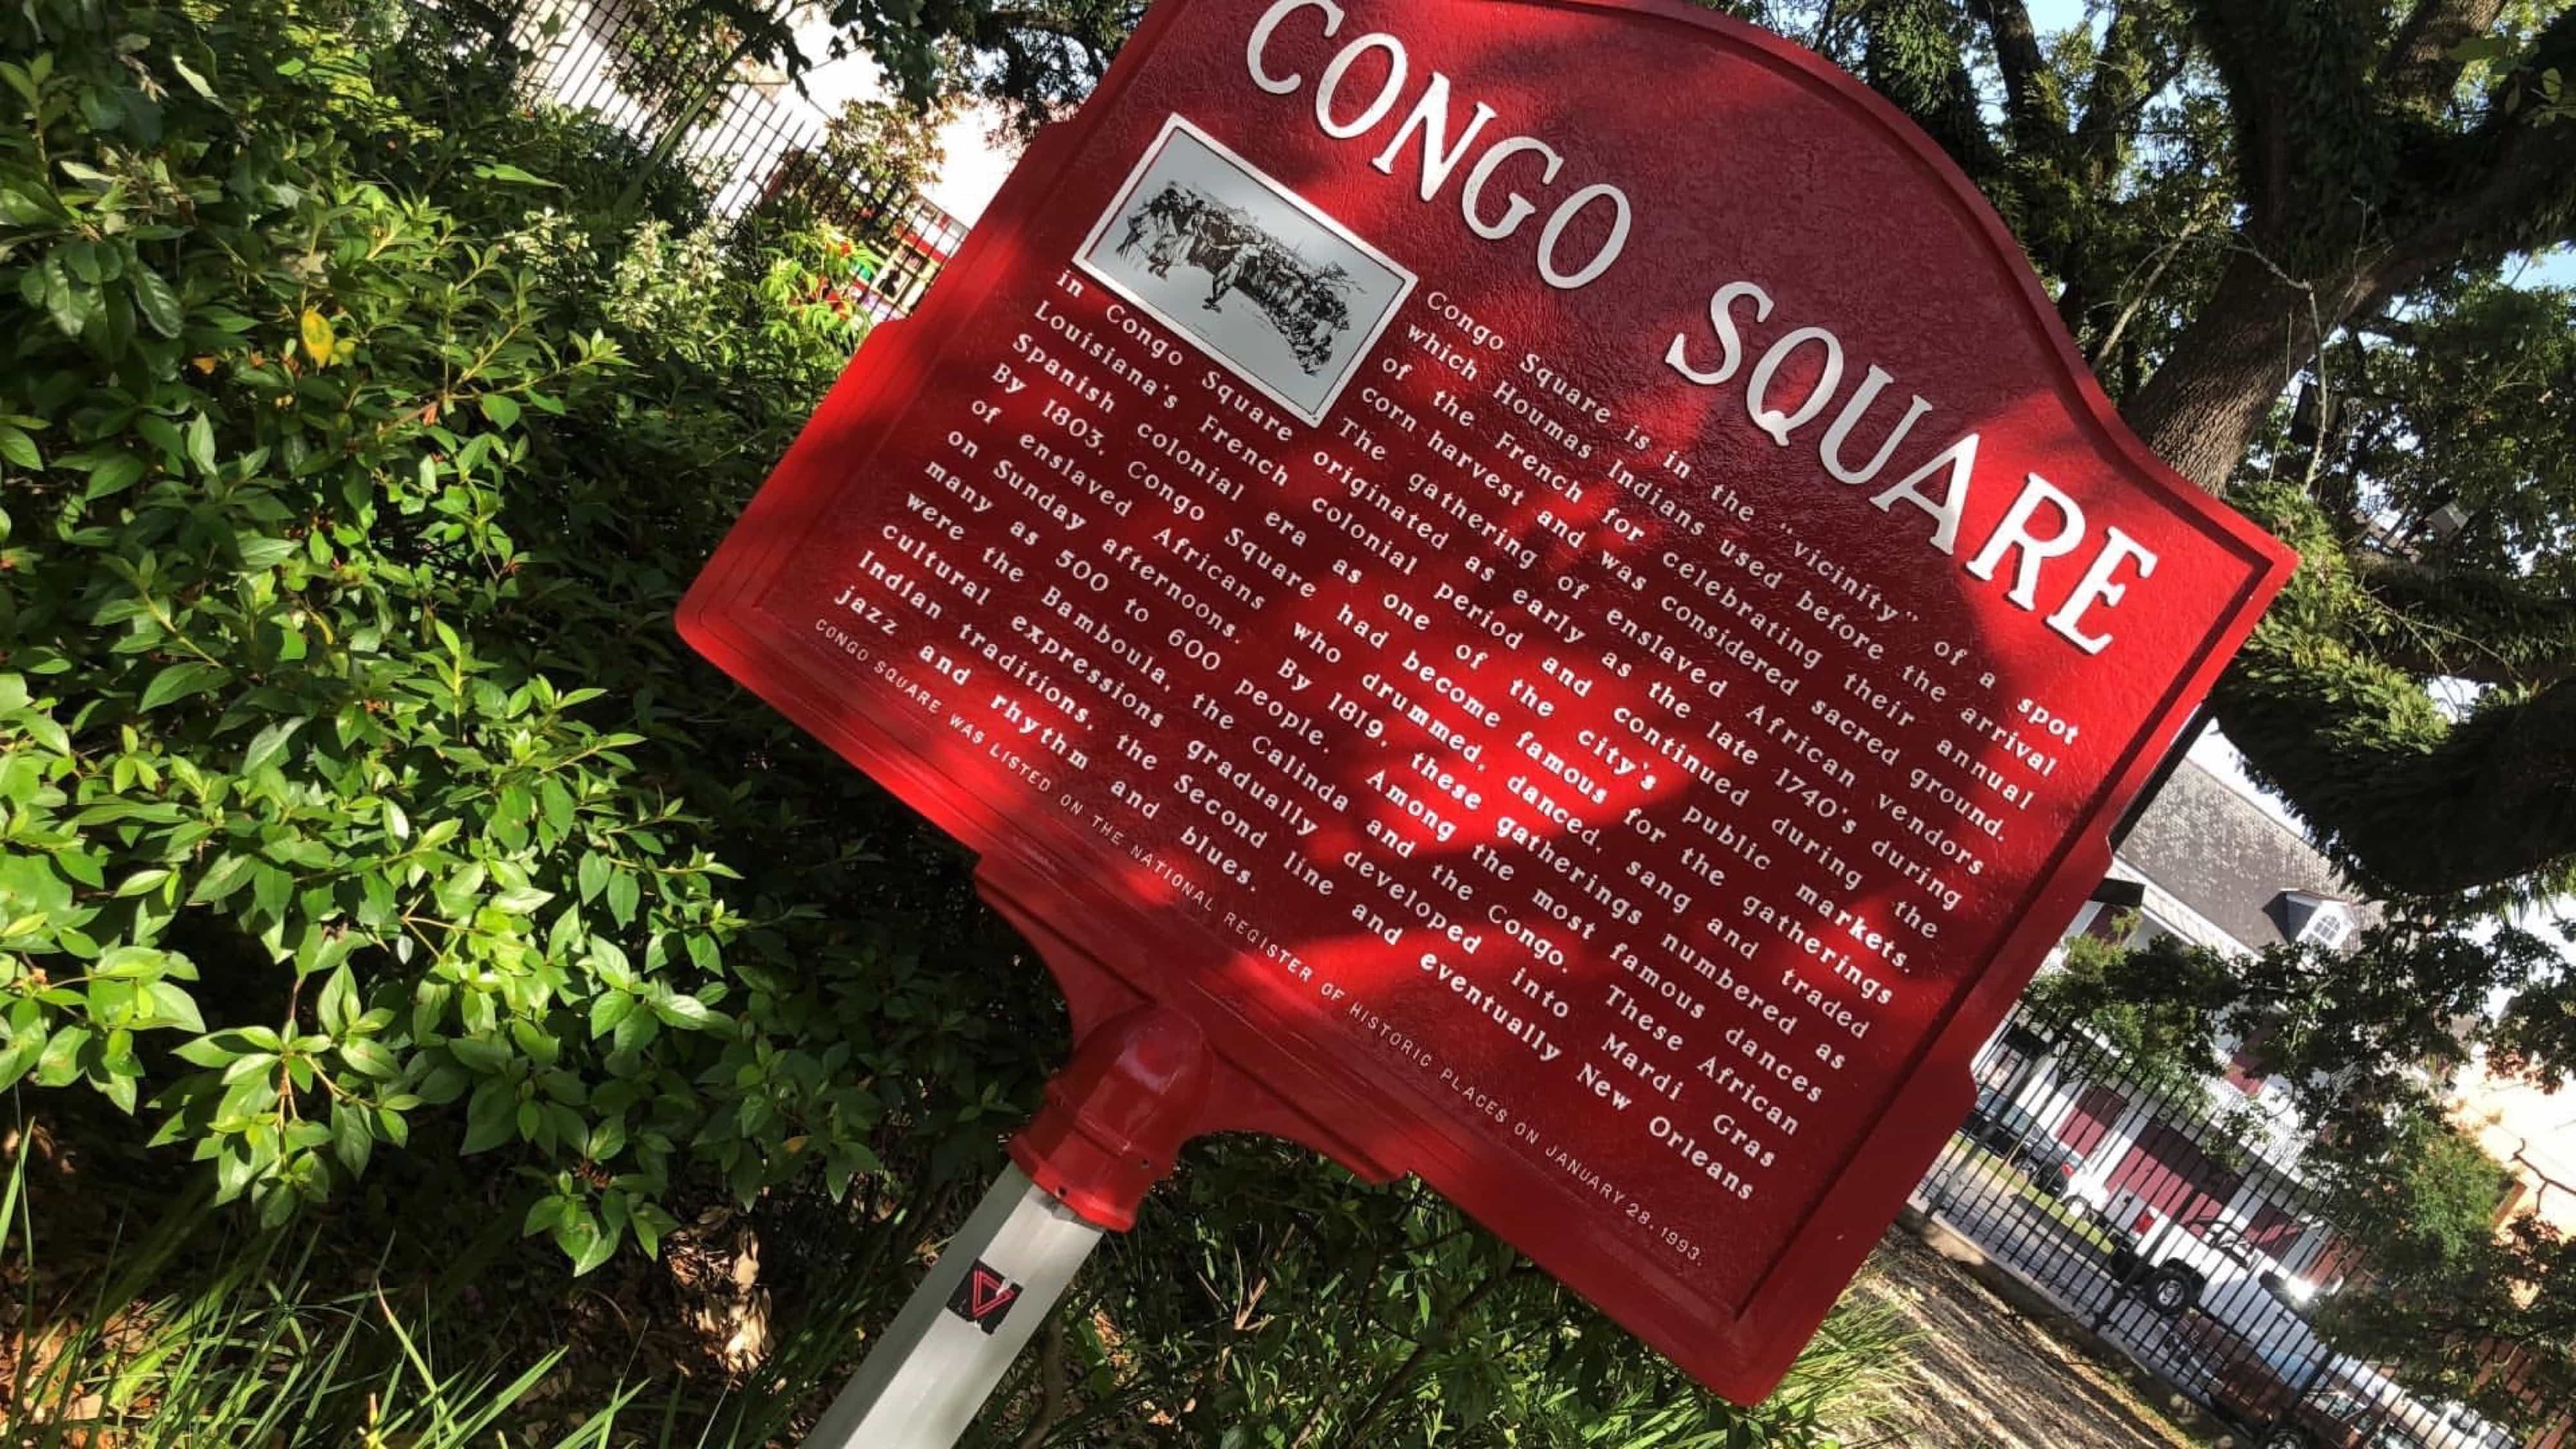 CONGO SQUARE
Congo Square is in the "vicinity" of a spot
which Houmas Indians used before the arrival
of the French for celebrating their annual
corn harvest and was considered sacred ground.
The gathering of enslaved African vendors
in Congo Square originated as early as the late 1740's during
Louisiana's French colonial period and continued during the
Spanish colonial era as one of the city's public markets.
By 1803, Congo Square had become famous for the gatherings
of enslaved Africans who drummed, danced, sang and traded
on Sunday afternoons. By 1819, these gatherings numbered as
many as 500 to 600 people. Among the most famous dances
were the Bamboula, the Calinda and the Congo. These African
cultural expressions gradually developed into Mardi Gras
Indian traditions, the Second line and eventually New Orleans
jazz and rhythm and blues.
CONGO SQUARE WAS LISTED ON THE NATIONAL REGISTER OF HISTORIC PLACES ON JANUARY 28, 1993.